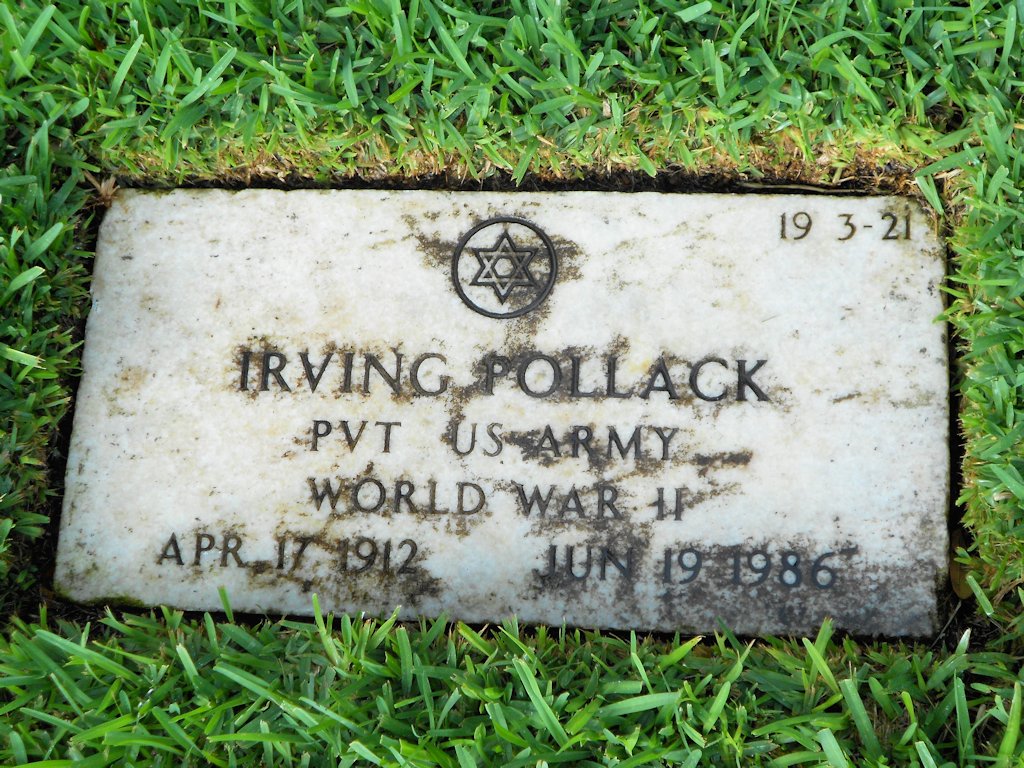 19 3-21
IRVING POLLACK
PVT US ARMY
WORLD WAR II
APR 17 1912 JUN 19 1986